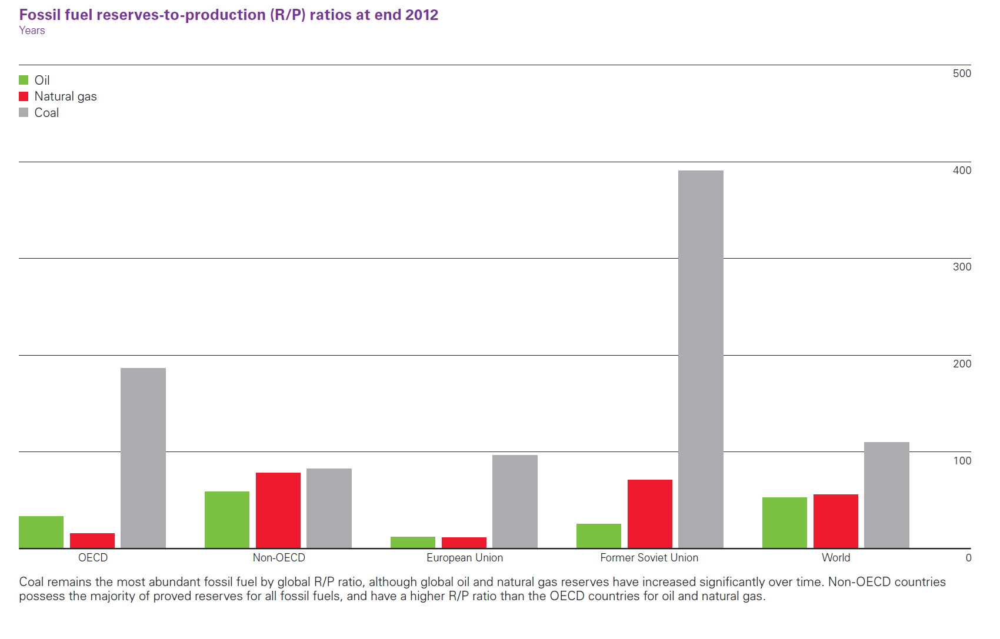 Fossil fuel reserves-to-production (R/P) ratios at end 2012
Years
500
Oil
Natural gas
Coal
400
300
200
100
OECD Non-OECD European Union Former Soviet Union World 0
Coal remains the most abundant fossil fuel by global R/P ratio, although global oil and natural gas reserves have increased significantly over time. Non-OECD countries
possess the majority of proved reserves for all fossil fuels, and have a higher R/P ratio than the OECD countries for oil and natural gas.